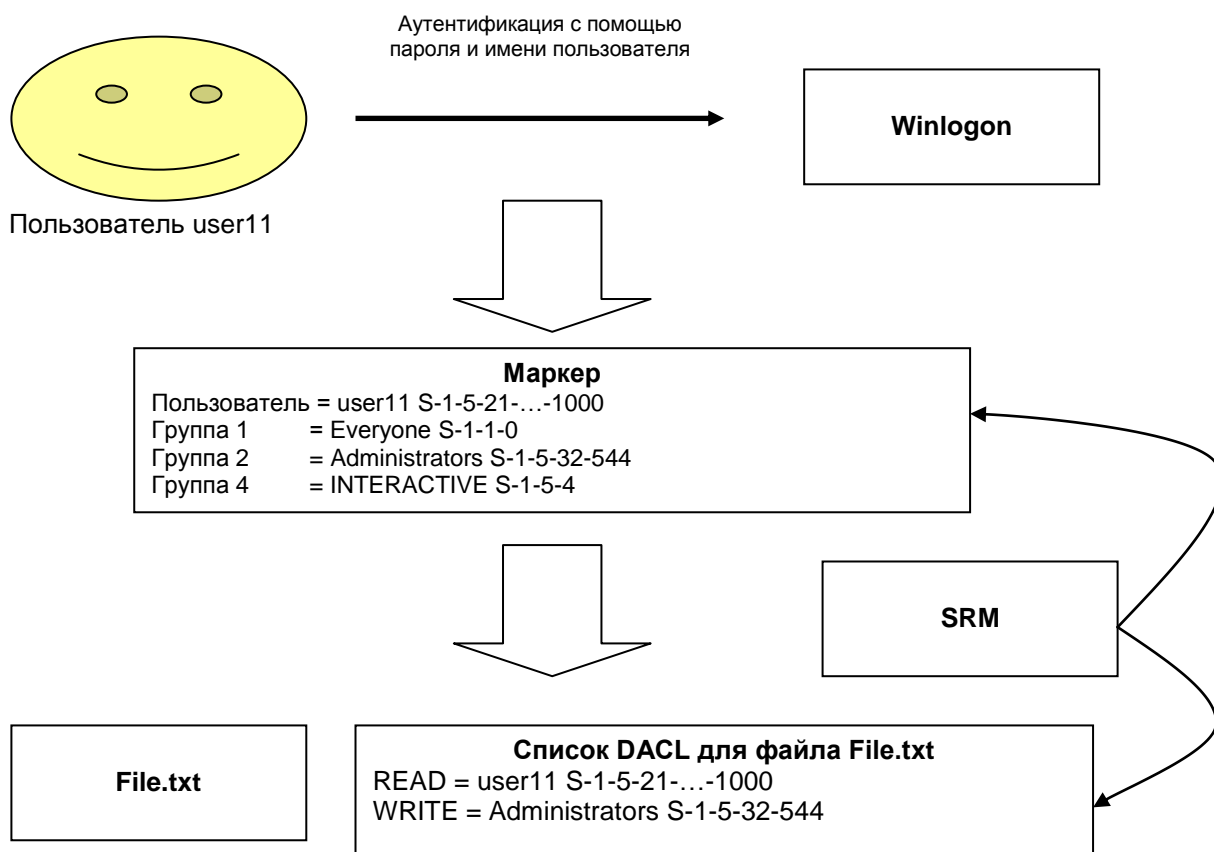 Аутентификация с помощью
пароля и имени пользователя
Winlogon
Пользователь user11
Маркер
Пользователь = user11 S-1-5-21-…-1000
Группа 1 = Everyone S-1-1-0
Группа 2 = Administrators S-1-5-32-544
Группа 4 = INTERACTIVE S-1-5-4
SRM
File.txt
Список DACL для файла File.txt
READ = user11 S-1-5-21-…-1000
WRITE = Administrators S-1-5-32-544